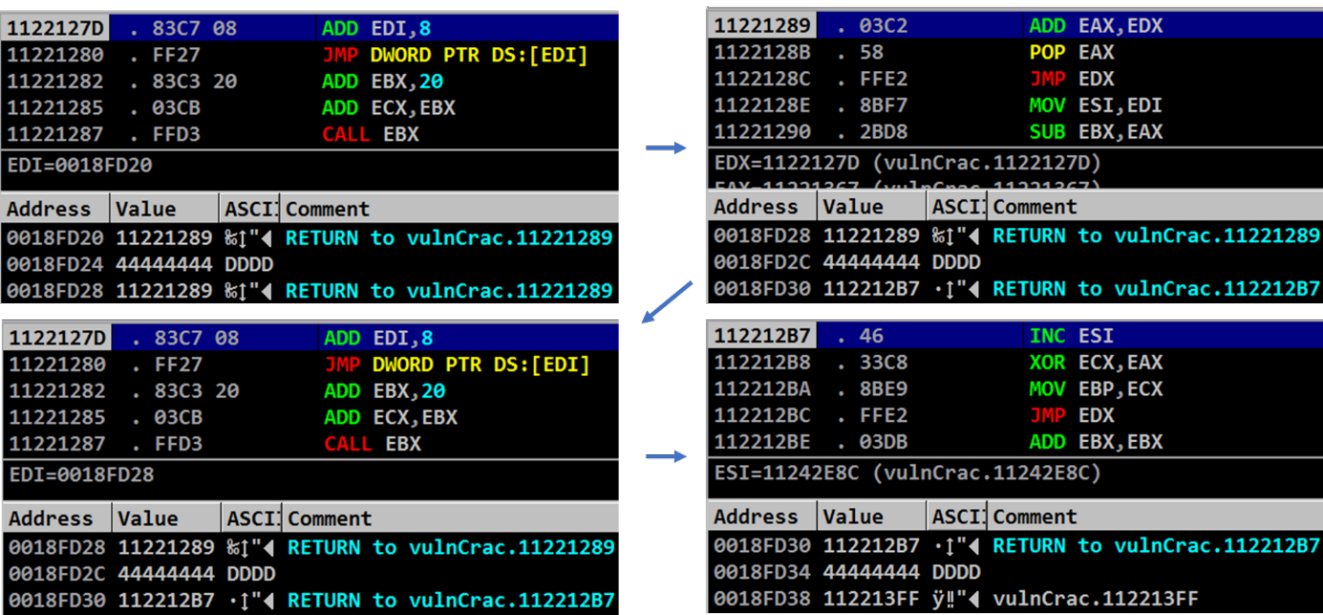 1122127D . 83C7 08 ADD EDI,8
11221280 . FF27 JMP DWORD PTR DS:[EDI]
11221282 . 83C3 20 ADD EBX,20
11221285 . 03CB ADD ECX,EBX
11221287 . FFD3 CALL EBX
EDI=0018FD20
Address Value ASCII Comment
0018FD20 11221289 ‰↕"◄ RETURN to vulnCrac.11221289
0018FD24 44444444 DDDD
0018FD28 11221289 ‰↕"◄ RETURN to vulnCrac.11221289
11221289 . 03C2 ADD EAX,EDX
1122128B . 58 POP EAX
1122128C . FFE2 JMP EDX
1122128E . 8BF7 MOV ESI,EDI
11221290 . 2BD8 SUB EBX,EAX
EDX=1122127D (vulnCrac.1122127D)
EAX=11221367 (vulnCrac.11221367)
Address Value ASCII Comment
0018FD28 11221289 ‰↕"◄ RETURN to vulnCrac.11221289
0018FD2C 44444444 DDDD
0018FD30 112212B7 ·↕"◄ RETURN to vulnCrac.112212B7
1122127D . 83C7 08 ADD EDI,8
11221280 . FF27 JMP DWORD PTR DS:[EDI]
11221282 . 83C3 20 ADD EBX,20
11221285 . 03CB ADD ECX,EBX
11221287 . FFD3 CALL EBX
EDI=0018FD28
Address Value ASCII Comment
0018FD28 11221289 ‰↕"◄ RETURN to vulnCrac.11221289
0018FD2C 44444444 DDDD
0018FD30 112212B7 ·↕"◄ RETURN to vulnCrac.112212B7
112212B7 . 46 INC ESI
112212B8 . 33C8 XOR ECX,EAX
112212BA . 8BE9 MOV EBP,ECX
112212BC . FFE2 JMP EDX
112212BE . 03DB ADD EBX,EBX
ESI=11242E8C (vulnCrac.11242E8C)
Address Value ASCII Comment
0018FD30 112212B7 ·↕"◄ RETURN to vulnCrac.112212B7
0018FD34 44444444 DDDD
0018FD38 112213FF ÿ‼"◄ vulnCrac.112213FF